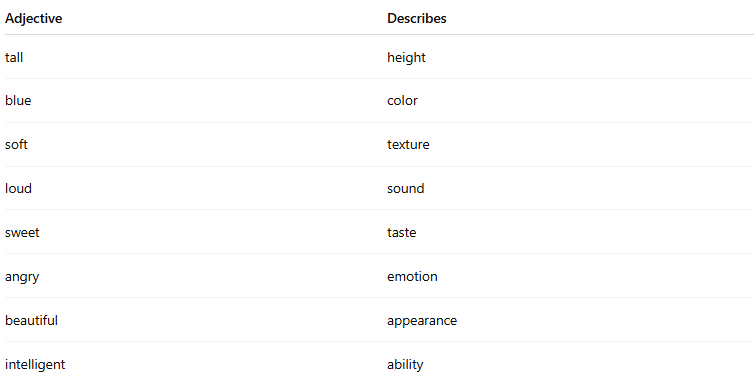 Adjective Describes
tall height
blue color
soft texture
loud sound
sweet taste
angry emotion
beautiful appearance
intelligent ability